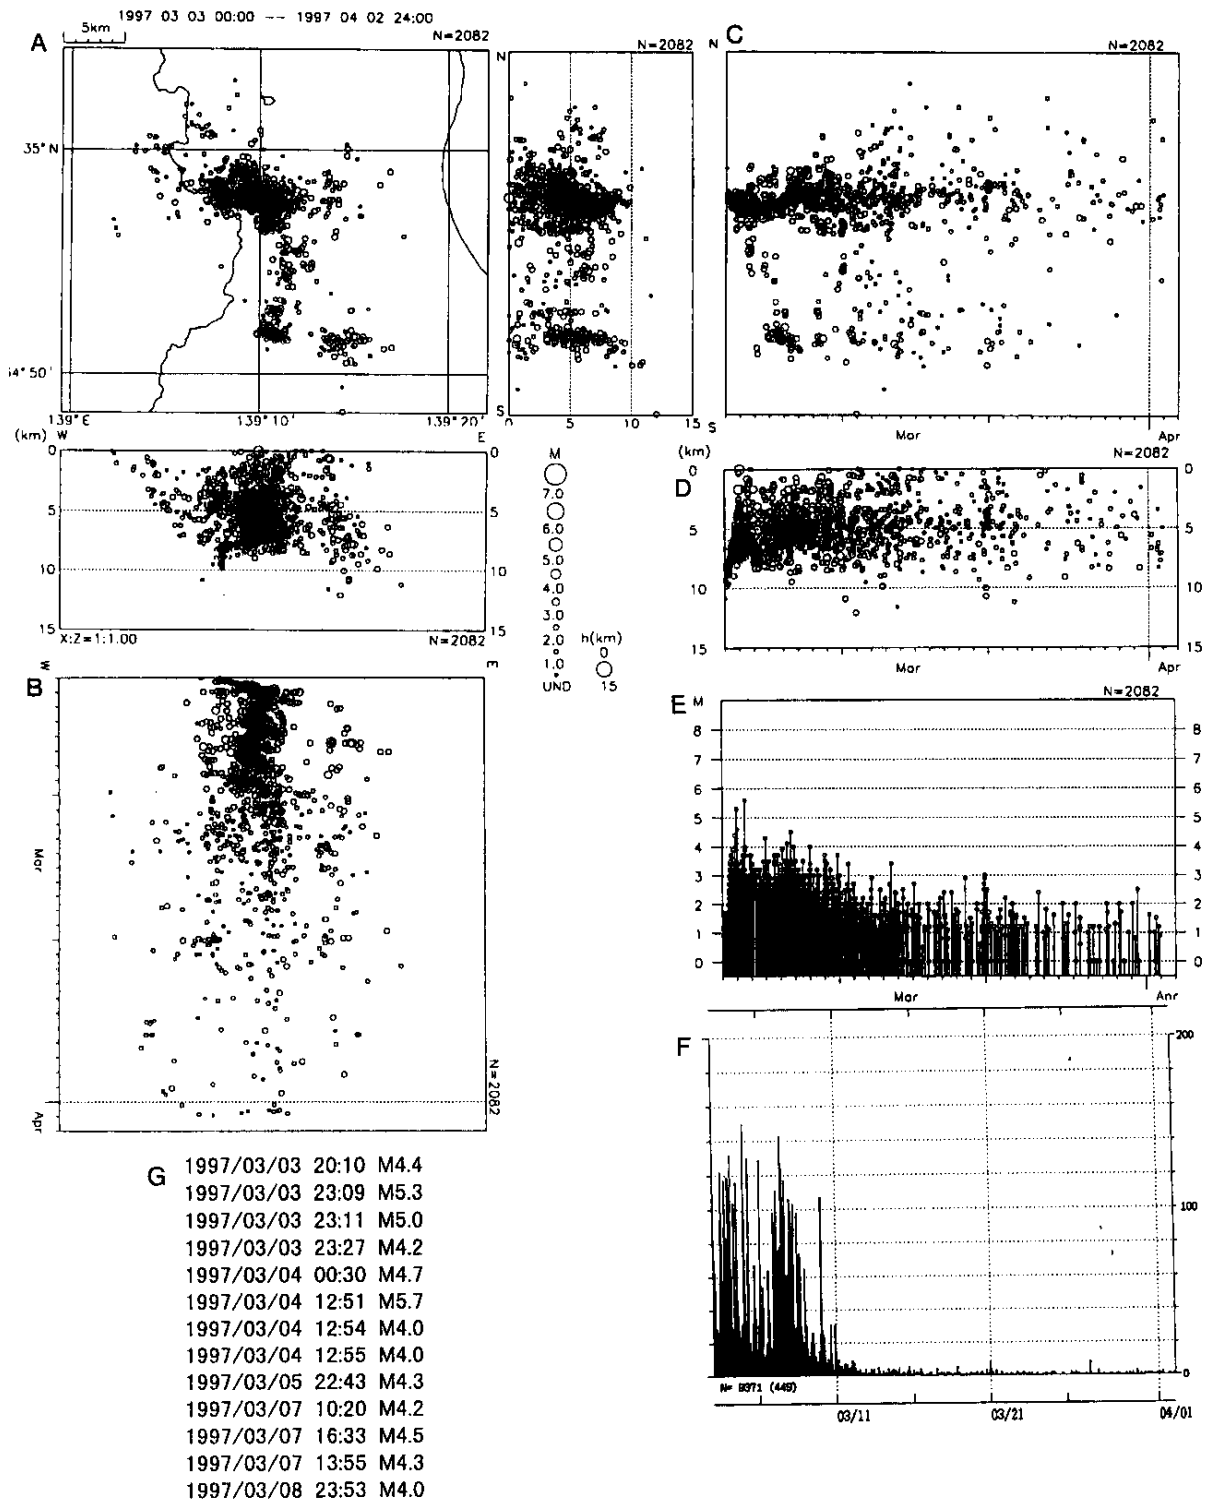 1997 03 03 00:00 -- 1997 04 02 24:00
5km
A
N=2082
N=2082
N
C
N=2082
N
35°N
34°50'
139°E
139°10'
139°20'
S
0
5
10
15
S
Mar
Apr
(km)
W
E
0
0
5
5
10
10
15
15
X:Z=1:1.00
N=2082
M
7.0
6.0
5.0
4.0
3.0
2.0
1.0
UND
h(km)
0
15
(km)
N=2082
D
0
0
5
5
10
10
15
15
Mar
Apr
B
W
E
Mar
Apr
N=2082
E
M
N=2082
8
8
7
7
6
6
5
5
4
4
3
3
2
2
1
1
0
0
Mar
Apr
F
200
100
0
N= 9371 (449)
03/11
03/21
04/01
G
1997/03/03 20:10 M4.4
1997/03/03 23:09 M5.3
1997/03/03 23:11 M5.0
1997/03/03 23:27 M4.2
1997/03/04 00:30 M4.7
1997/03/04 12:51 M5.7
1997/03/04 12:54 M4.0
1997/03/04 12:55 M4.0
1997/03/05 22:43 M4.3
1997/03/07 10:20 M4.2
1997/03/07 16:33 M4.5
1997/03/07 13:55 M4.3
1997/03/08 23:53 M4.0